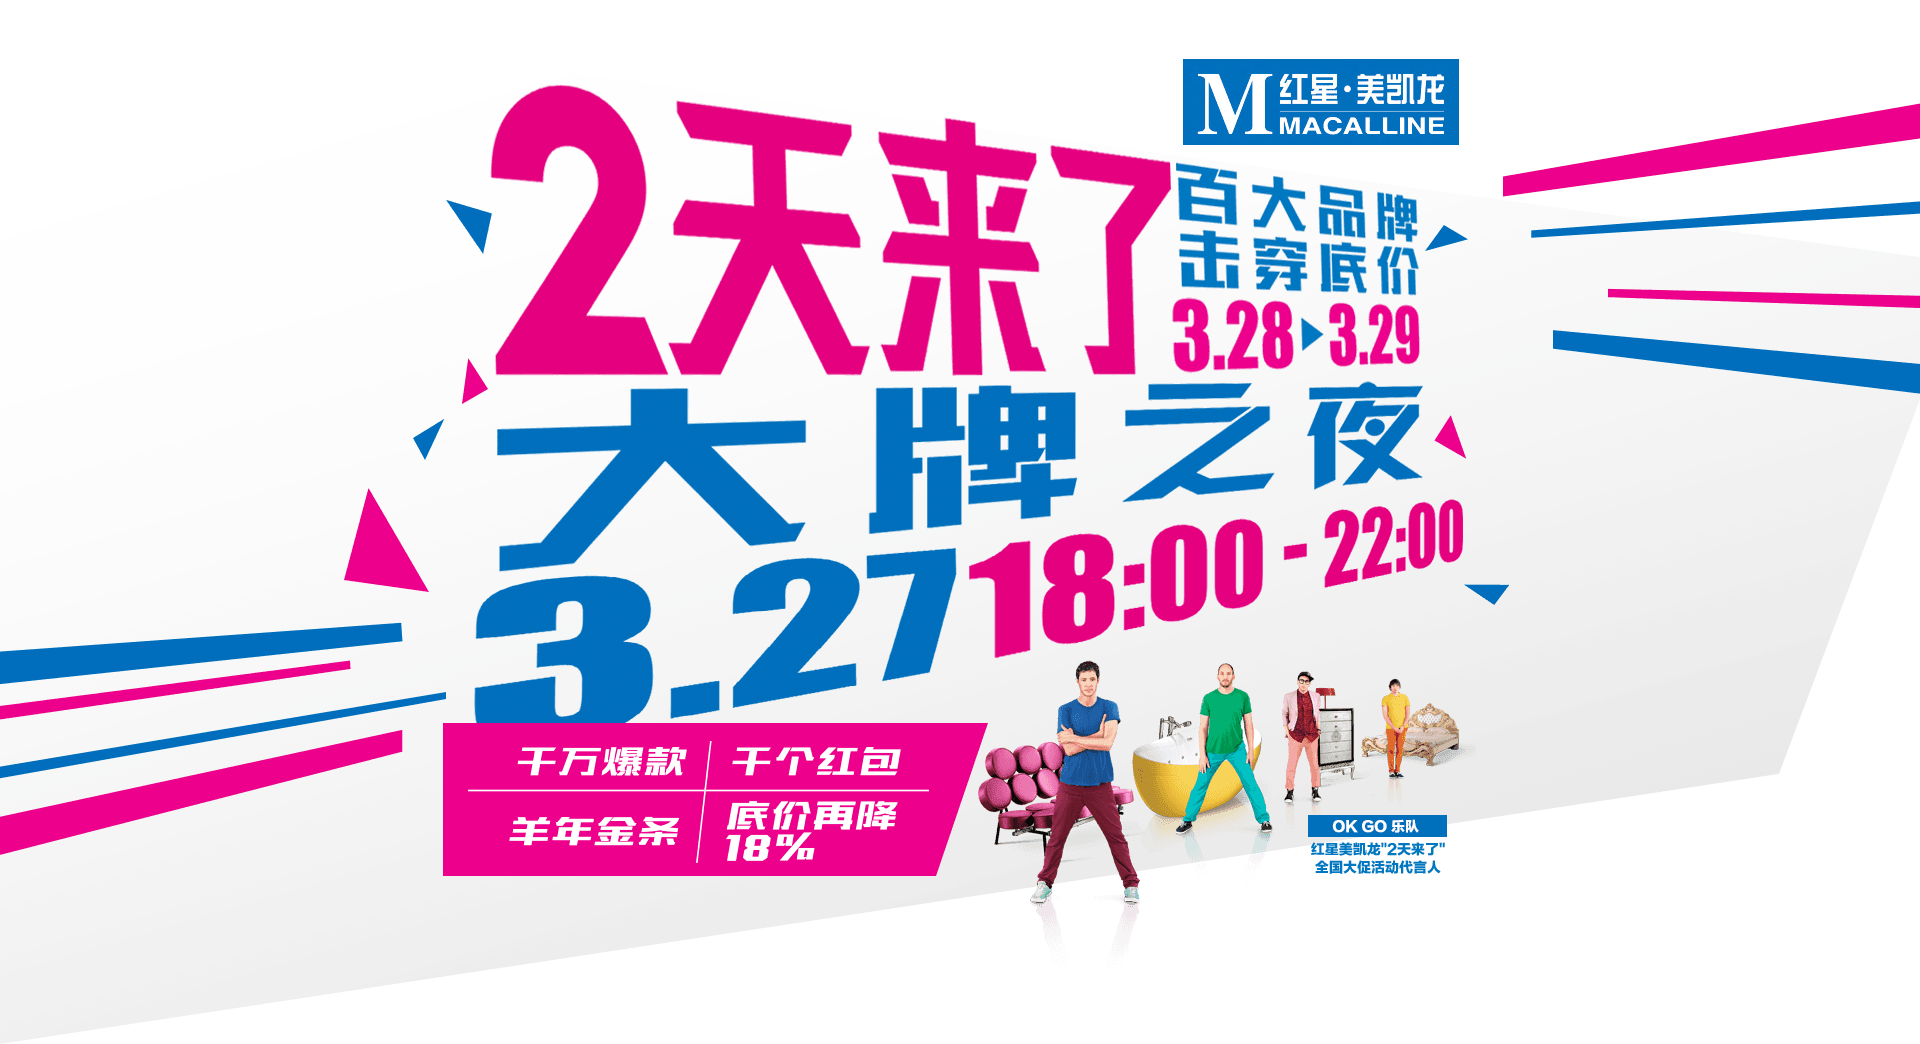 红星·美凯龙
MACALLINE
2天来了
百大品牌
击穿底价
3.28 3.29
大牌之夜
3.27 18:00 - 22:00
千万爆款
千个红包
羊年金条
底价再降
18%
OK GO 乐队
红星美凯龙"2天来了"
全国大促活动代言人